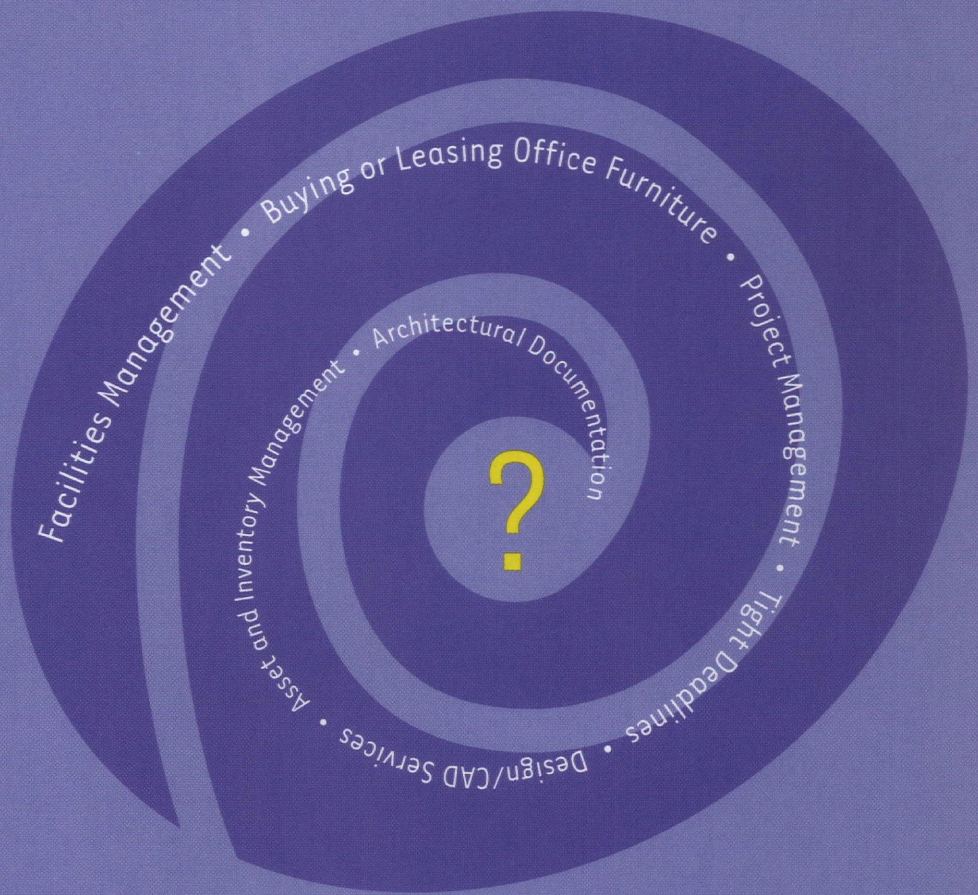 Facilities Management • Buying or Leasing Office Furniture • Project Management • Tight Deadlines • Design/CAD Services • Asset and Inventory Management • Architectural Documentation
?